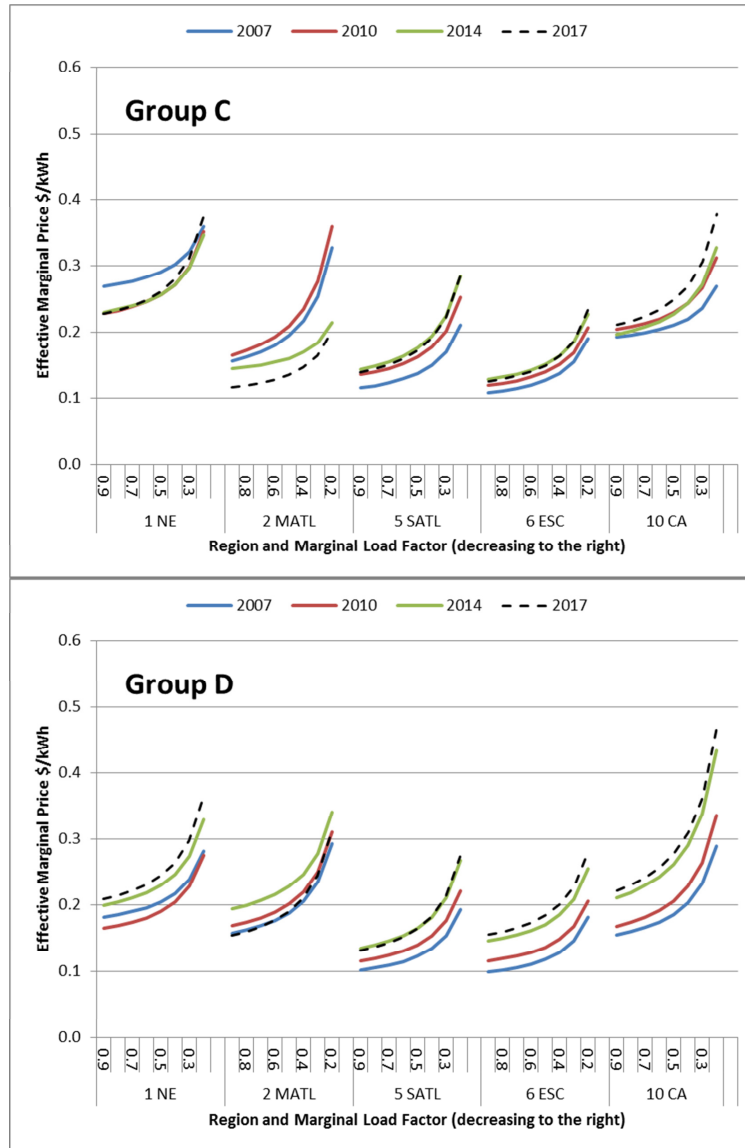 2007 2010 2014 2017
0.6
Group C
0.5
0.4
0.3
0.2
0.1
0.0
Effective Marginal Price $/kWh
0.9 0.7 0.5 0.3 0.8 0.6 0.4 0.2 0.9 0.7 0.5 0.3 0.8 0.6 0.4 0.2 0.9 0.7 0.5 0.3
1 NE 2 MATL 5 SATL 6 ESC 10 CA
Region and Marginal Load Factor (decreasing to the right)
2007 2010 2014 2017
0.6
Group D
0.5
0.4
0.3
0.2
0.1
0.0
Effective Marginal Price $/kWh
0.9 0.7 0.5 0.3 0.8 0.6 0.4 0.2 0.9 0.7 0.5 0.3 0.8 0.6 0.4 0.2 0.9 0.7 0.5 0.3
1 NE 2 MATL 5 SATL 6 ESC 10 CA
Region and Marginal Load Factor (decreasing to the right)